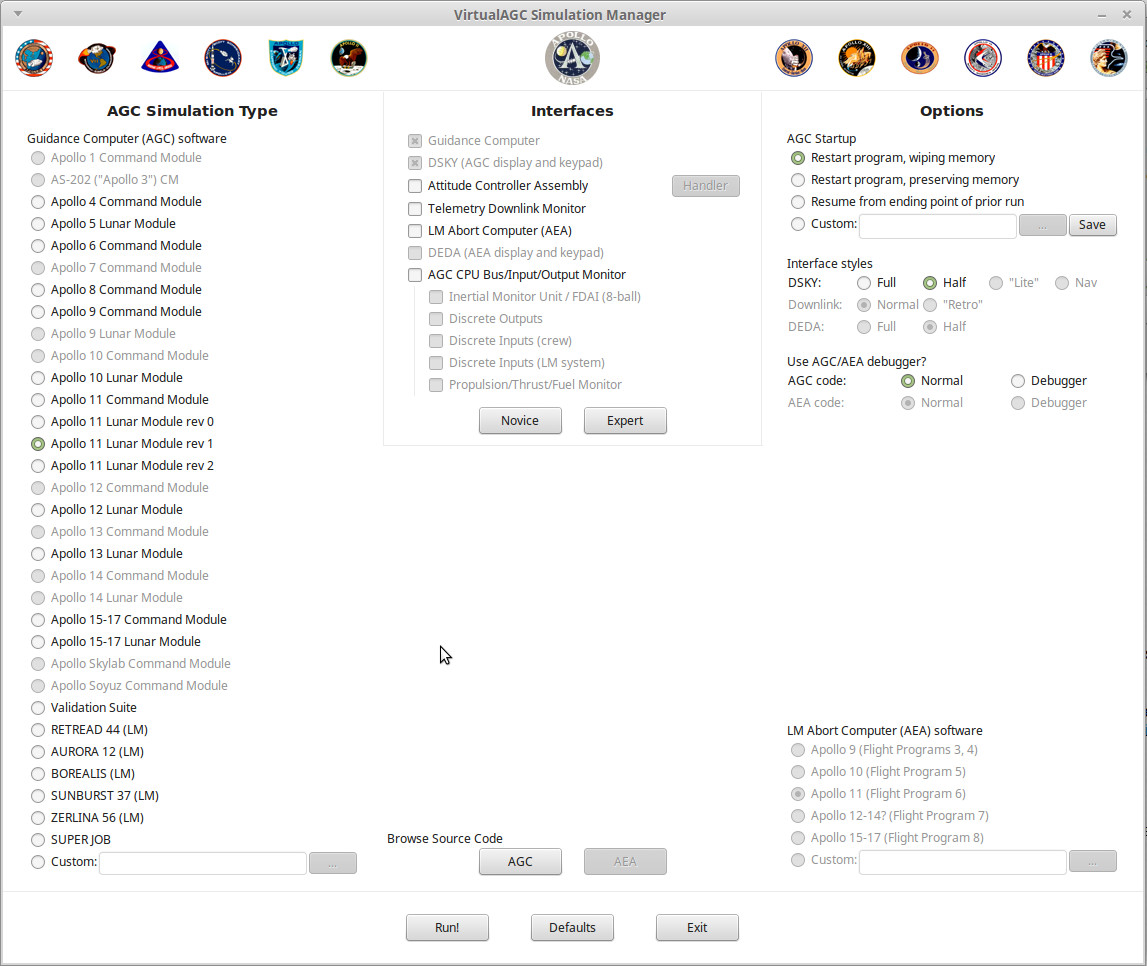 VirtualAGC Simulation Manager
APOLLO
NASA
AGC Simulation Type
Guidance Computer (AGC) software
Apollo 1 Command Module
AS-202 ("Apollo 3") CM
Apollo 4 Command Module
Apollo 5 Lunar Module
Apollo 6 Command Module
Apollo 7 Command Module
Apollo 8 Command Module
Apollo 9 Command Module
Apollo 9 Lunar Module
Apollo 10 Command Module
Apollo 10 Lunar Module
Apollo 11 Command Module
Apollo 11 Lunar Module rev 0
Apollo 11 Lunar Module rev 1
Apollo 11 Lunar Module rev 2
Apollo 12 Command Module
Apollo 12 Lunar Module
Apollo 13 Command Module
Apollo 13 Lunar Module
Apollo 14 Command Module
Apollo 14 Lunar Module
Apollo 15-17 Command Module
Apollo 15-17 Lunar Module
Apollo Skylab Command Module
Apollo Soyuz Command Module
Validation Suite
RETREAD 44 (LM)
AURORA 12 (LM)
BOREALIS (LM)
SUNBURST 37 (LM)
ZERLINA 56 (LM)
SUPER JOB
Custom: ...
Interfaces
Guidance Computer
DSKY (AGC display and keypad)
Attitude Controller Assembly Handler
Telemetry Downlink Monitor
LM Abort Computer (AEA)
DEDA (AEA display and keypad)
AGC CPU Bus/Input/Output Monitor
Inertial Monitor Unit / FDAI (8-ball)
Discrete Outputs
Discrete Inputs (crew)
Discrete Inputs (LM system)
Propulsion/Thrust/Fuel Monitor
Novice Expert
Browse Source Code
AGC AEA
Options
AGC Startup
Restart program, wiping memory
Restart program, preserving memory
Resume from ending point of prior run
Custom: ... Save
Interface styles
DSKY: Full Half "Lite" Nav
Downlink: Normal "Retro"
DEDA: Full Half
Use AGC/AEA debugger?
AGC code: Normal Debugger
AEA code: Normal Debugger
LM Abort Computer (AEA) software
Apollo 9 (Flight Programs 3, 4)
Apollo 10 (Flight Program 5)
Apollo 11 (Flight Program 6)
Apollo 12-14? (Flight Program 7)
Apollo 15-17 (Flight Program 8)
Custom: ...
Run! Defaults Exit